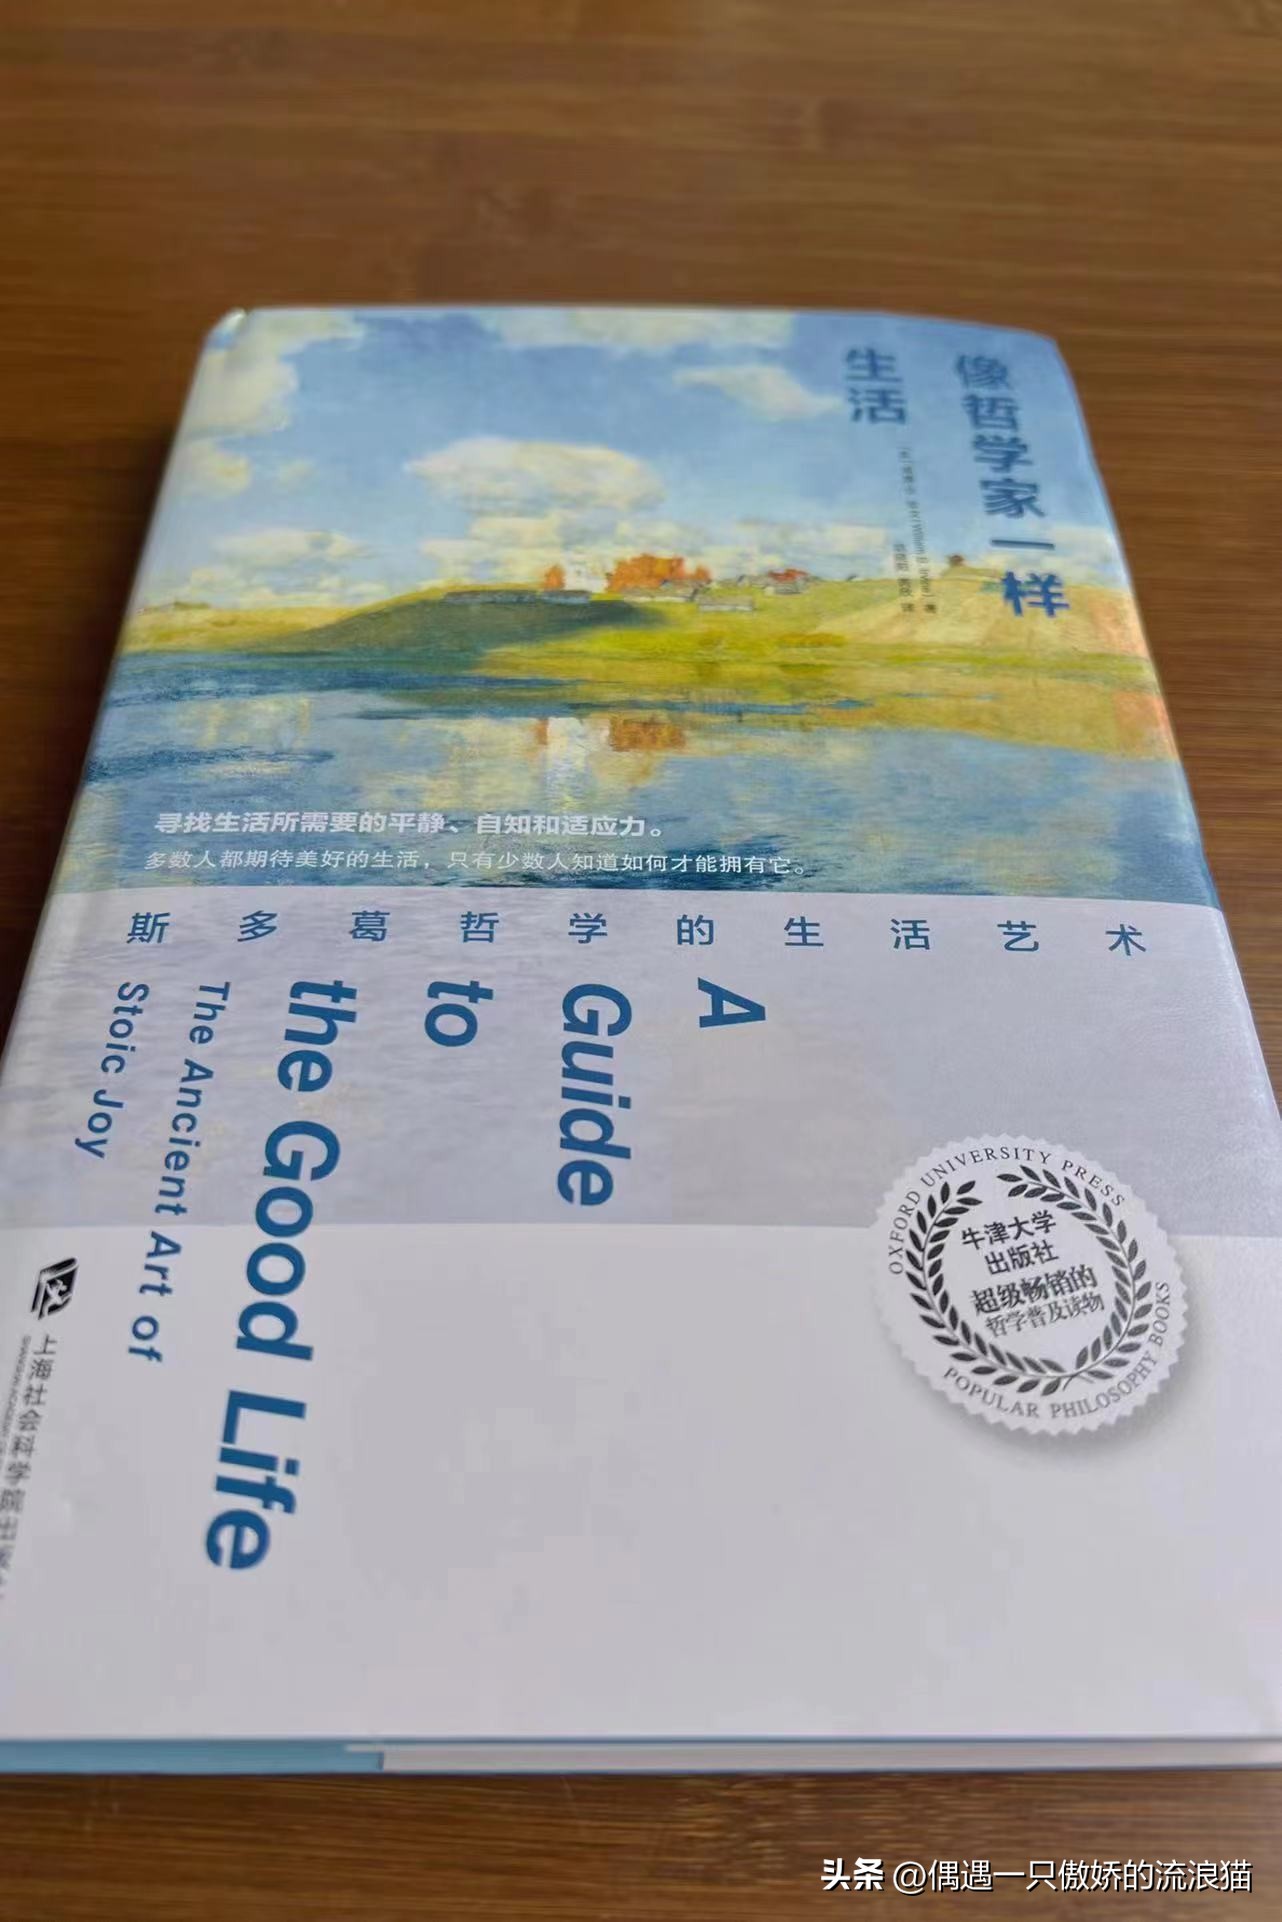 像哲学家一样
生活
寻找生活所需要的平静、自知和适应力。
多数人都期待美好的生活，只有少数人知道如何才能拥有它。
斯多葛哲学的生活艺术
A
Guide
to
the Good Life
The Ancient Art of
Stoic Joy
OXFORD UNIVERSITY PRESS
牛津大学
出版社
超级畅销的
哲学普及读物
POPULAR PHILOSOPHY BOOKS
上海社会科学院出版社
头条 @偶遇一只傲娇的流浪猫